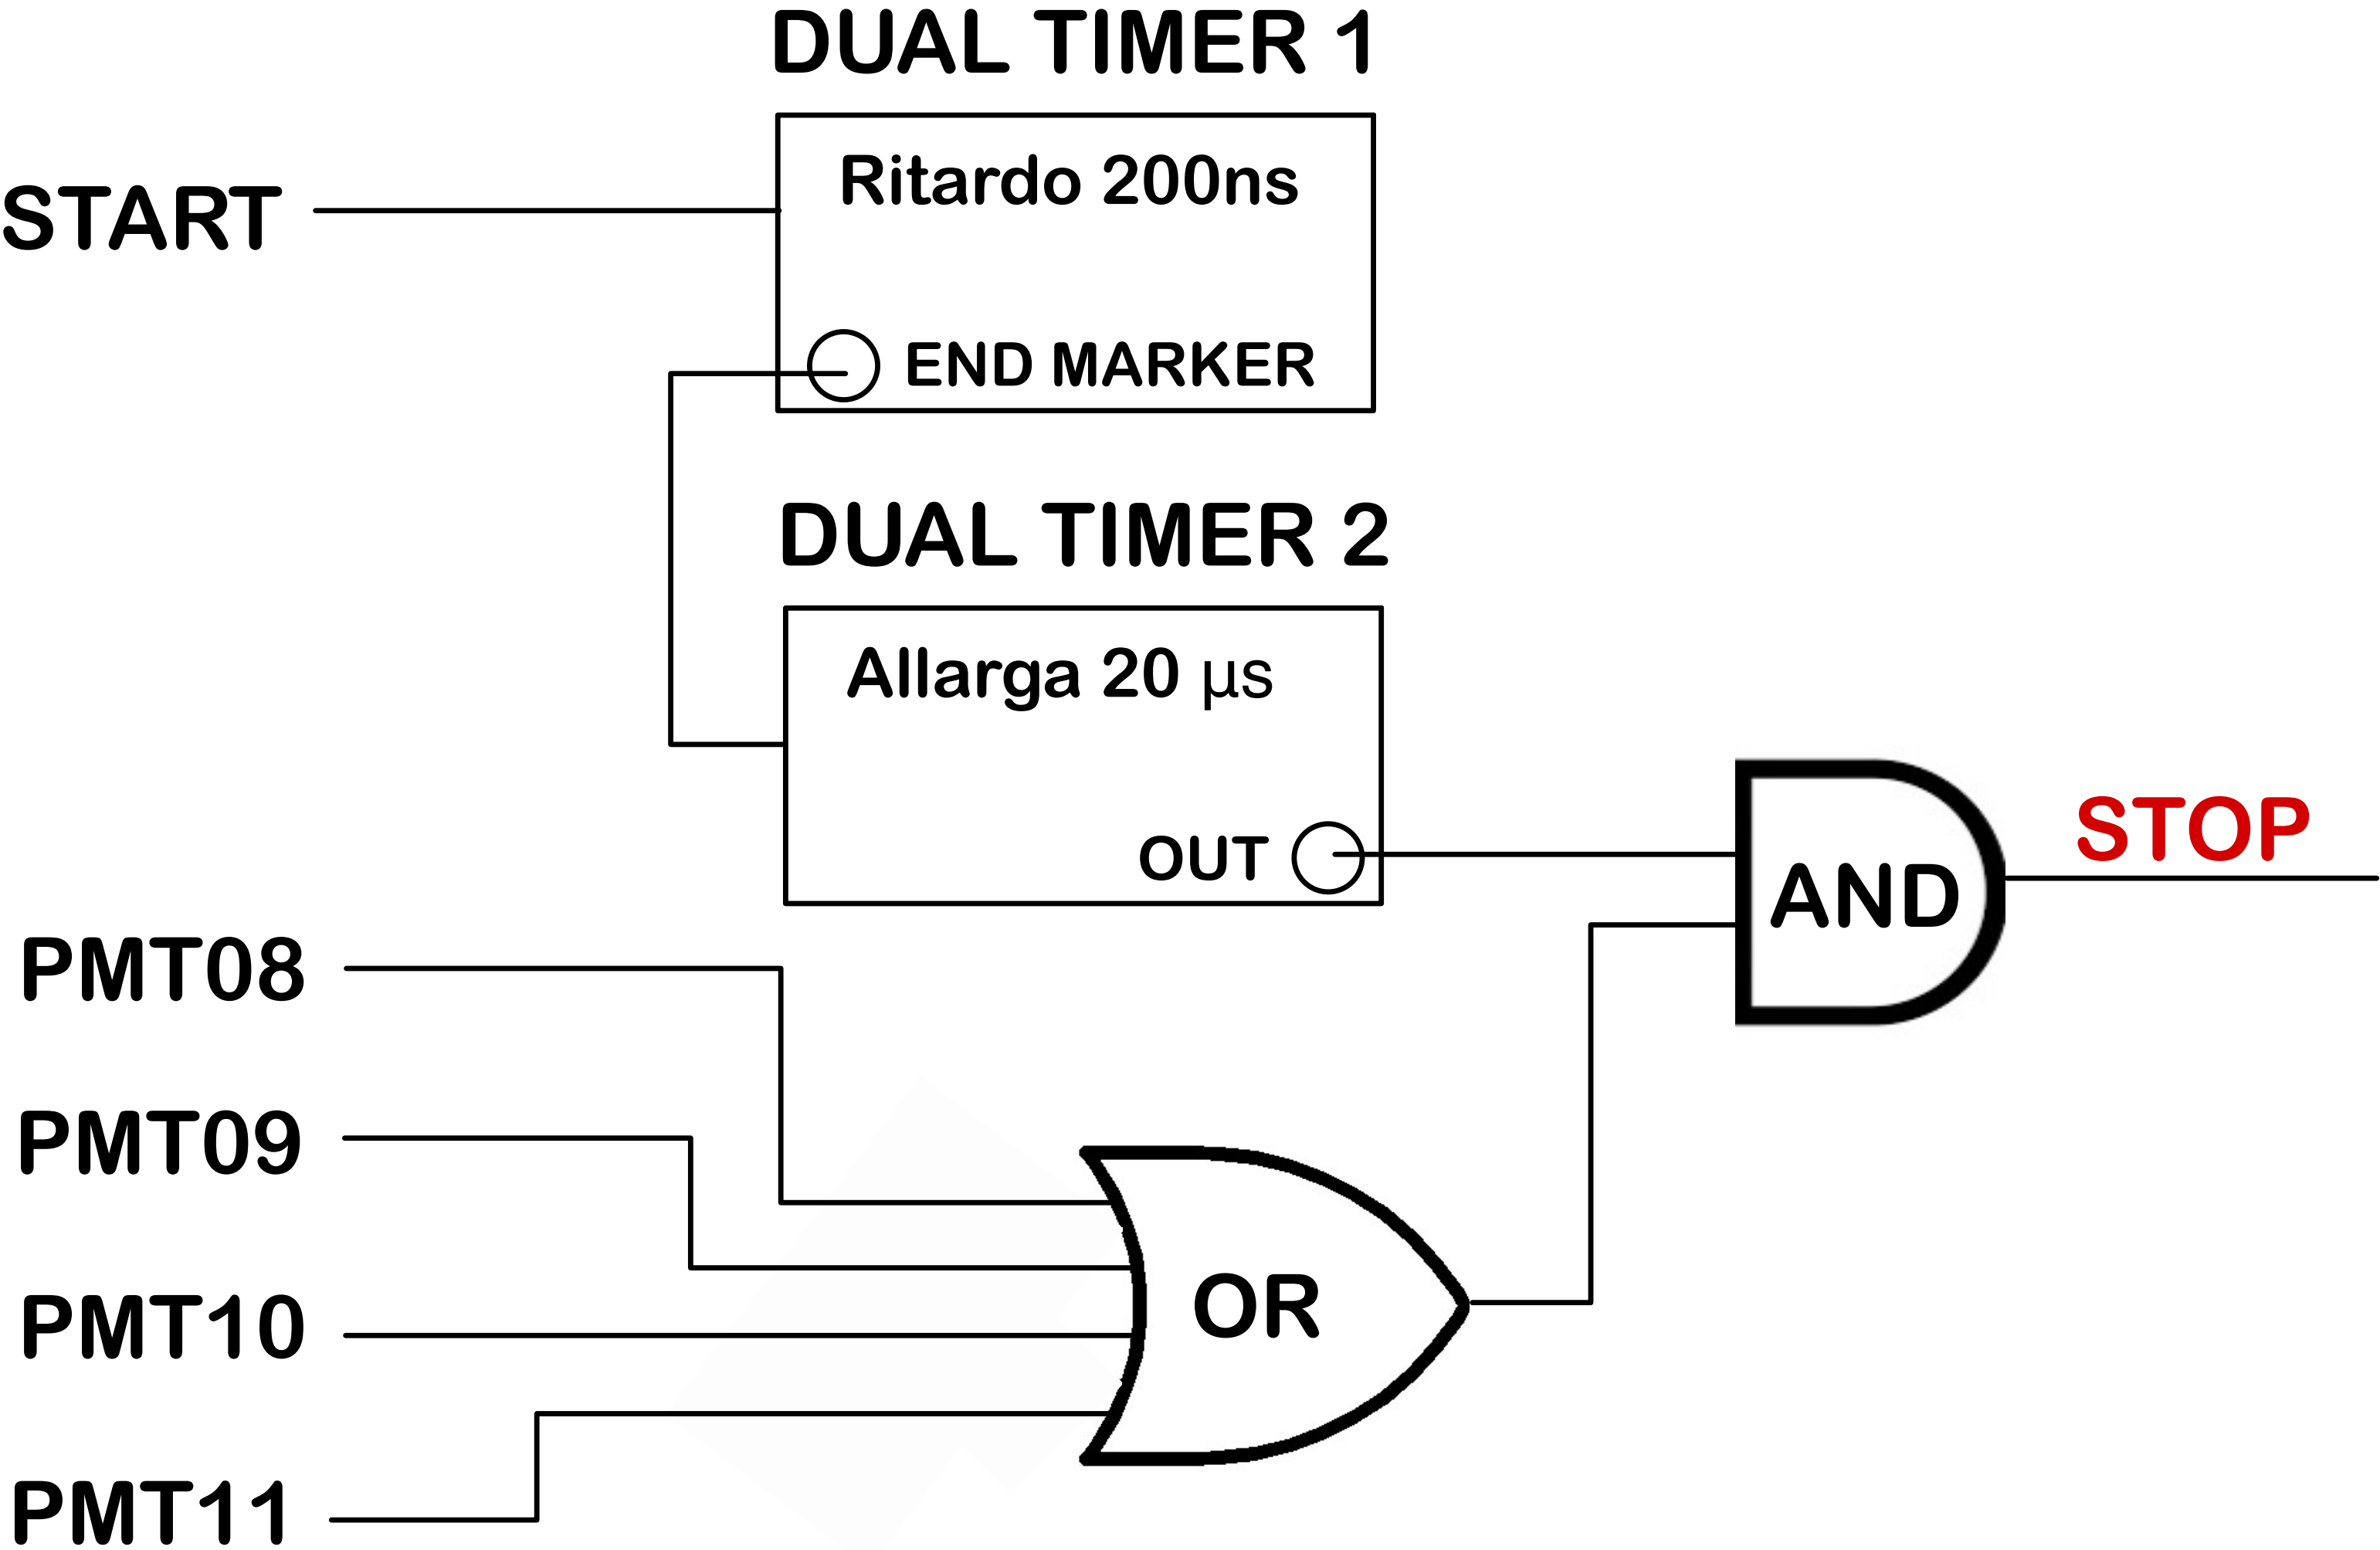 DUAL TIMER 1
Ritardo 200ns
START
END MARKER
DUAL TIMER 2
Allarga 20 µs
OUT
AND
STOP
PMT08
PMT09
PMT10
OR
PMT11